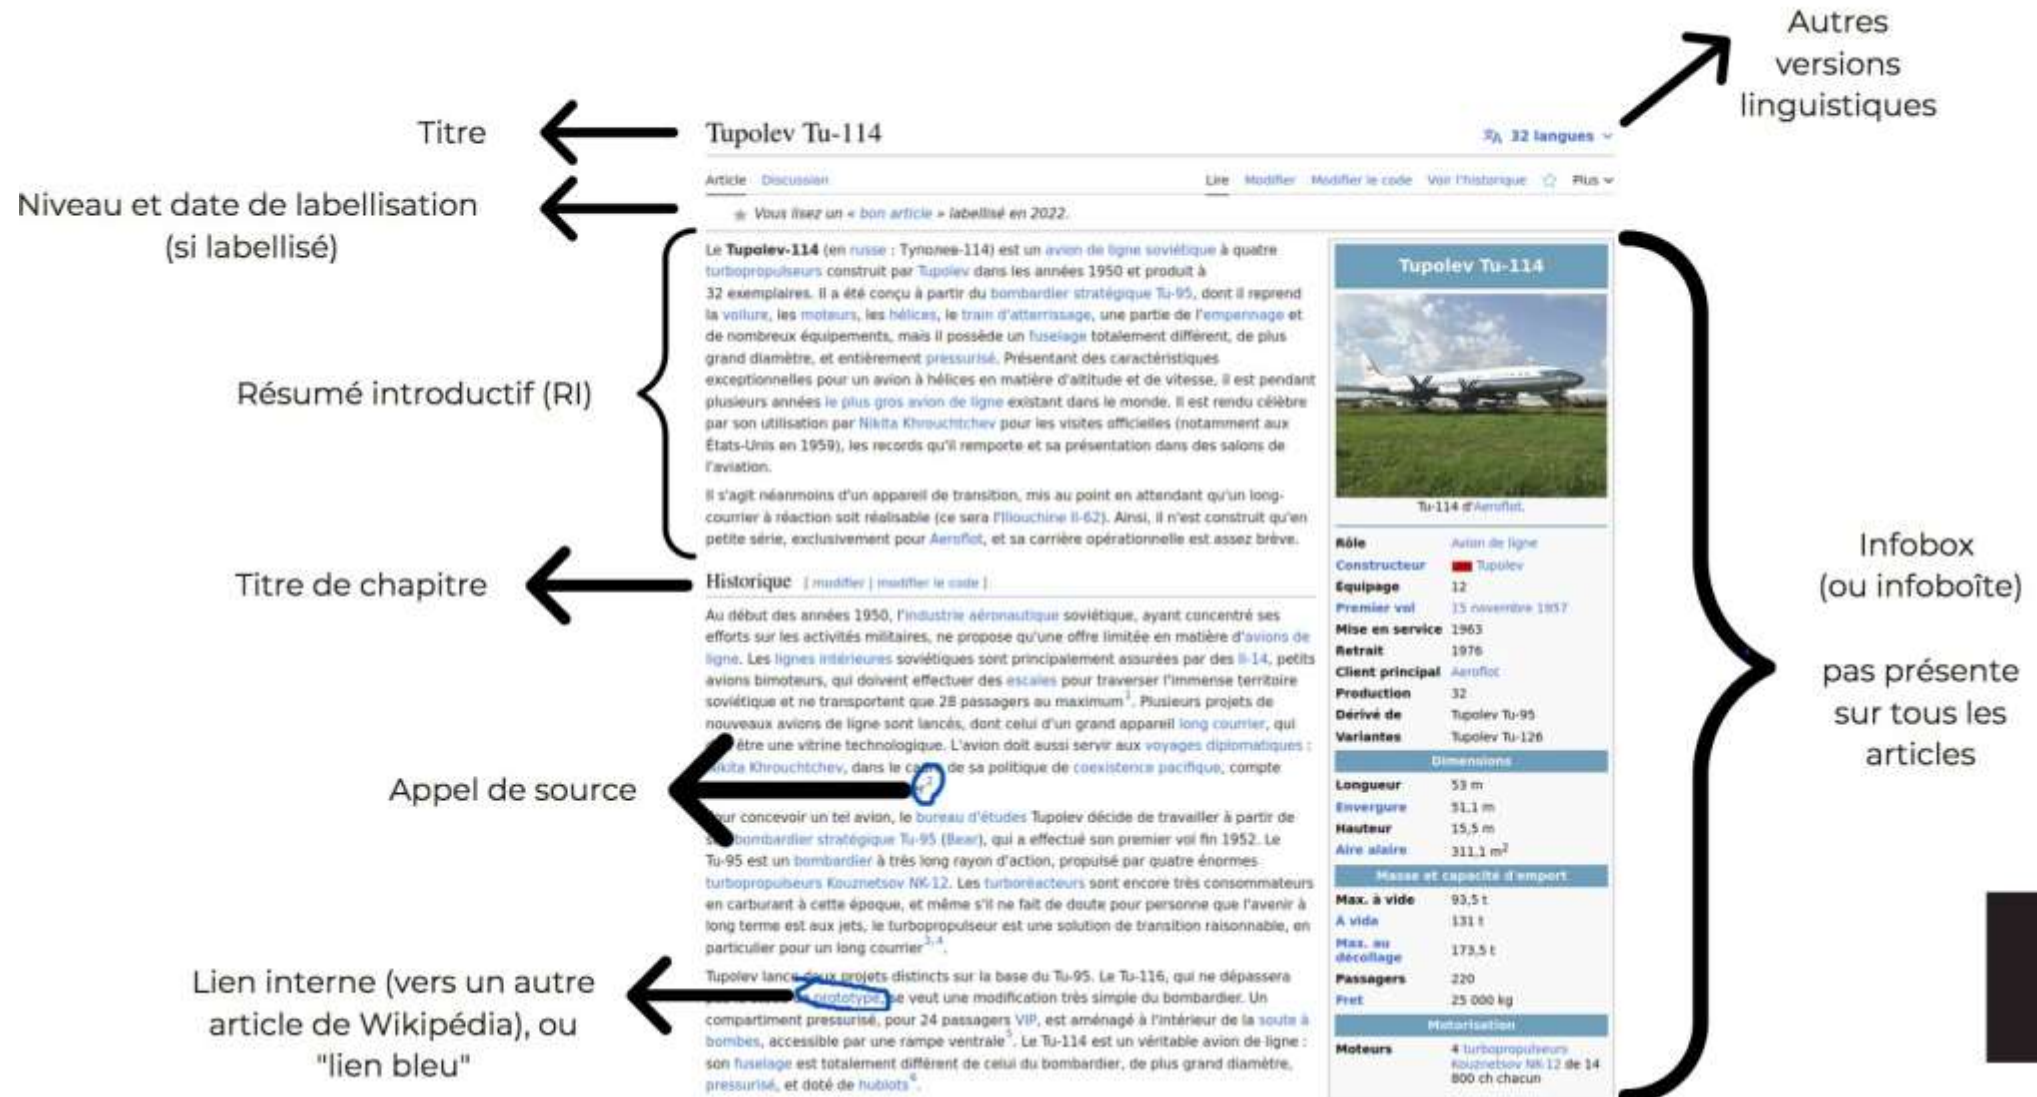 Autres
versions
linguistiques
Titre
Tupolev Tu-114
32 langues
Niveau et date de labellisation
(si labellisé)
Article Discussion
Lire Modifier Modifier le code Voir l'historique Plus
Vous lisez un « bon article » labellisé en 2022.
Résumé introductif (RI)
Le Tupolev-114 (en russe : Туполев-114) est un avion de ligne soviétique à quatre
turbopropulseurs construit par Tupolev dans les années 1950 et produit à
32 exemplaires. Il a été conçu à partir du bombardier stratégique Tu-95, dont il reprend
la voilure, les moteurs, les hélices, le train d'atterrissage, une partie de l'empennage et
de nombreux équipements, mais il possède un fuselage totalement différent, de plus
grand diamètre, et entièrement pressurisé. Présentant des caractéristiques
exceptionnelles pour un avion à hélices en matière d'altitude et de vitesse, il est pendant
plusieurs années le plus gros avion de ligne existant dans le monde. Il est rendu célèbre
par son utilisation par Nikita Khrouchtchev pour les visites officielles (notamment aux
États-Unis en 1959), les records qu'il remporte et sa présentation dans des salons de
l'aviation.
Il s'agit néanmoins d'un appareil de transition, mis au point en attendant qu'un long-
courrier à réaction soit réalisable (ce sera l'Iliouchine Il-62). Ainsi, il n'est construit qu'en
petite série, exclusivement pour Aeroflot, et sa carrière opérationnelle est assez brève.
Titre de chapitre
Historique [ modifier | modifier le code ]
Au début des années 1950, l'industrie aéronautique soviétique, ayant concentré ses
efforts sur les activités militaires, ne propose qu'une offre limitée en matière d'avions de
ligne. Les lignes intérieures soviétiques sont principalement assurées par des Il-14, petits
avions bimoteurs, qui doivent effectuer des escales pour traverser l'immense territoire
soviétique et ne transportent que 28 passagers au maximum1. Plusieurs projets de
nouveaux avions de ligne sont lancés, dont celui d'un grand appareil long courrier, qui
être une vitrine technologique. L'avion doit aussi servir aux voyages diplomatiques :
Nikita Khrouchtchev, dans le cadre de sa politique de coexistence pacifique, compte
2
Appel de source
Pour concevoir un tel avion, le bureau d'études Tupolev décide de travailler à partir de
bombardier stratégique Tu-95 (Bear), qui a effectué son premier vol fin 1952. Le
Tu-95 est un bombardier à très long rayon d'action, propulsé par quatre énormes
turbopropulseurs Kouznetsov NK-12. Les turboréacteurs sont encore très consommateurs
en carburant à cette époque, et même s'il ne fait de doute pour personne que l'avenir à
long terme est aux jets, le turbopropulseur est une solution de transition raisonnable, en
particulier pour un long courrier3,4.
Lien interne (vers un autre
article de Wikipédia), ou
"lien bleu"
Tupolev lance deux projets distincts sur la base du Tu-95. Le Tu-116, qui ne dépassera
prototype, se veut une modification très simple du bombardier. Un
compartiment pressurisé, pour 24 passagers VIP, est aménagé à l'intérieur de la soute à
bombes, accessible par une rampe ventrale5. Le Tu-114 est un véritable avion de ligne :
son fuselage est totalement différent de celui du bombardier, de plus grand diamètre,
pressurisé, et doté de hublots6.
Tupolev Tu-114
Tu-114 d'Aeroflot.
Rôle Avion de ligne
Constructeur Tupolev
Équipage 12
Premier vol 15 novembre 1957
Mise en service 1963
Retrait 1976
Client principal Aeroflot
Production 32
Dérivé de Tupolev Tu-95
Variantes Tupolev Tu-126
Dimensions
Longueur 53 m
Envergure 51,1 m
Hauteur 15,5 m
Aire alaire 311,1 m2
Masse et capacité d'emport
Max. à vide 93,5 t
A vida 131 t
Max. au
décollage 173,5 t
Passagers 220
Fret 25 000 kg
Motorisation
Moteurs 4 turbopropulseurs
Kouznetsov NK-12 de 14
800 ch chacun
Infobox
(ou infoboîte)
pas présente
sur tous les
articles